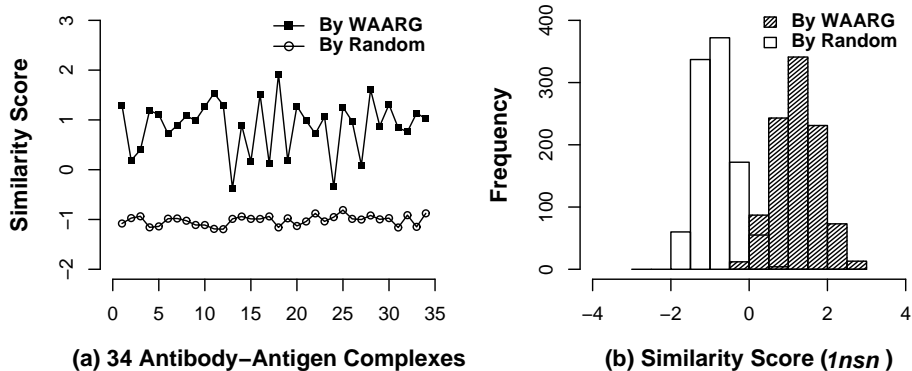 By WAARG
By Random
Similarity Score
3
2
1
0
−1
−2
0 5 10 15 20 25 30 35
(a) 34 Antibody−Antigen Complexes
By WAARG
By Random
Frequency
400
300
200
100
0
−4 −2 0 2 4
(b) Similarity Score (1nsn )